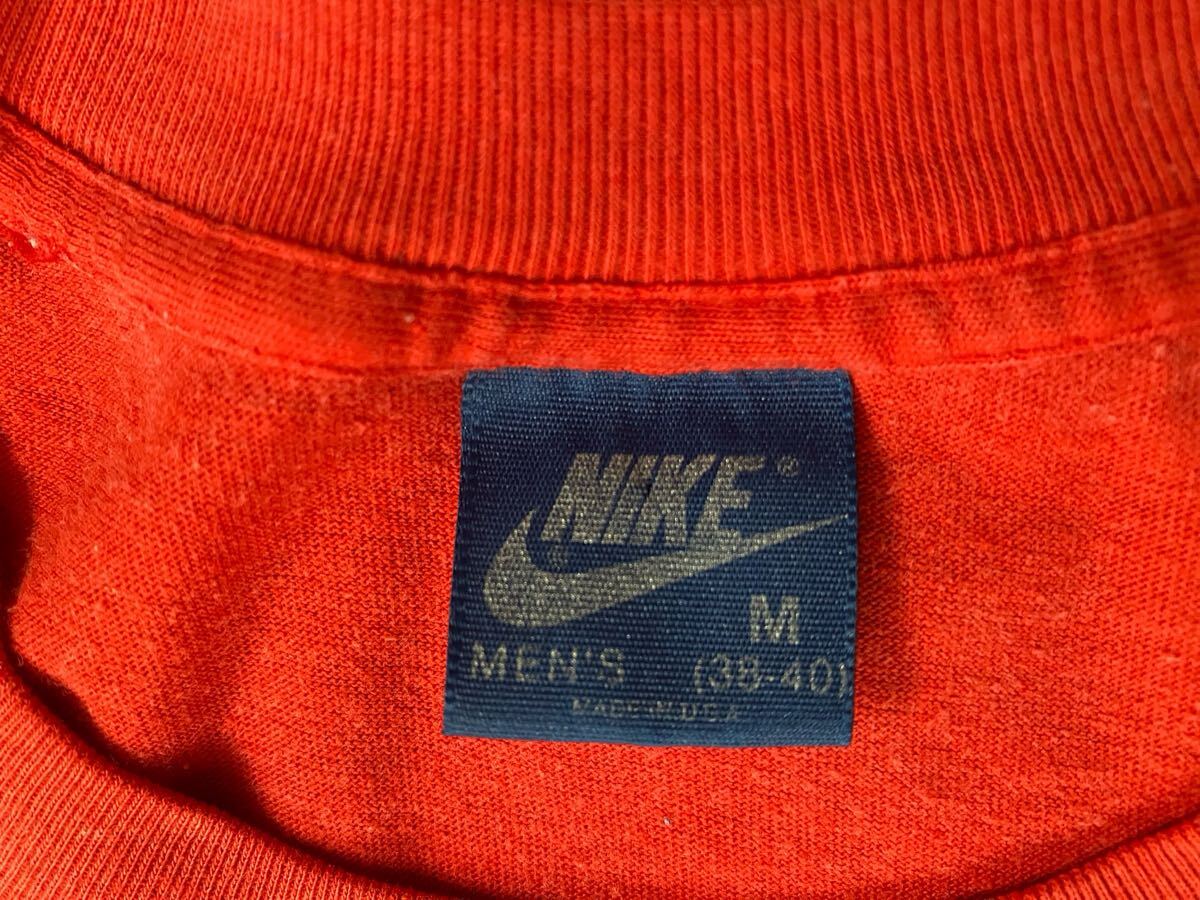 NIKE®
®
M
MEN'S (38-40)
MADE IN U.S.A